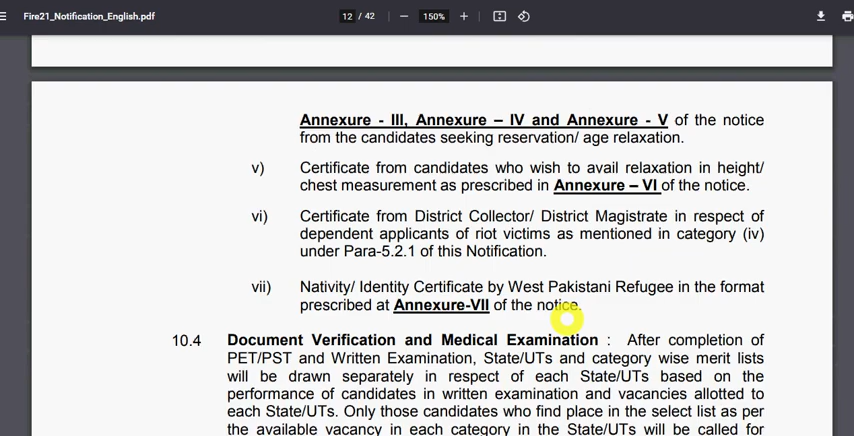 Fire21_Notification_English.pdf
12 / 42
150%
Annexure - III, Annexure – IV and Annexure - V of the notice
from the candidates seeking reservation/ age relaxation.
v) Certificate from candidates who wish to avail relaxation in height/
chest measurement as prescribed in Annexure – VI of the notice.
vi) Certificate from District Collector/ District Magistrate in respect of
dependent applicants of riot victims as mentioned in category (iv)
under Para-5.2.1 of this Notification.
vii) Nativity/ Identity Certificate by West Pakistani Refugee in the format
prescribed at Annexure-VII of the notice.
10.4 Document Verification and Medical Examination : After completion of
PET/PST and Written Examination, State/UTs and category wise merit lists
will be drawn separately in respect of each State/UTs based on the
performance of candidates in written examination and vacancies allotted to
each State/UTs. Only those candidates who find place in the select list as per
the available vacancy in each category in the State/UTs will be called for